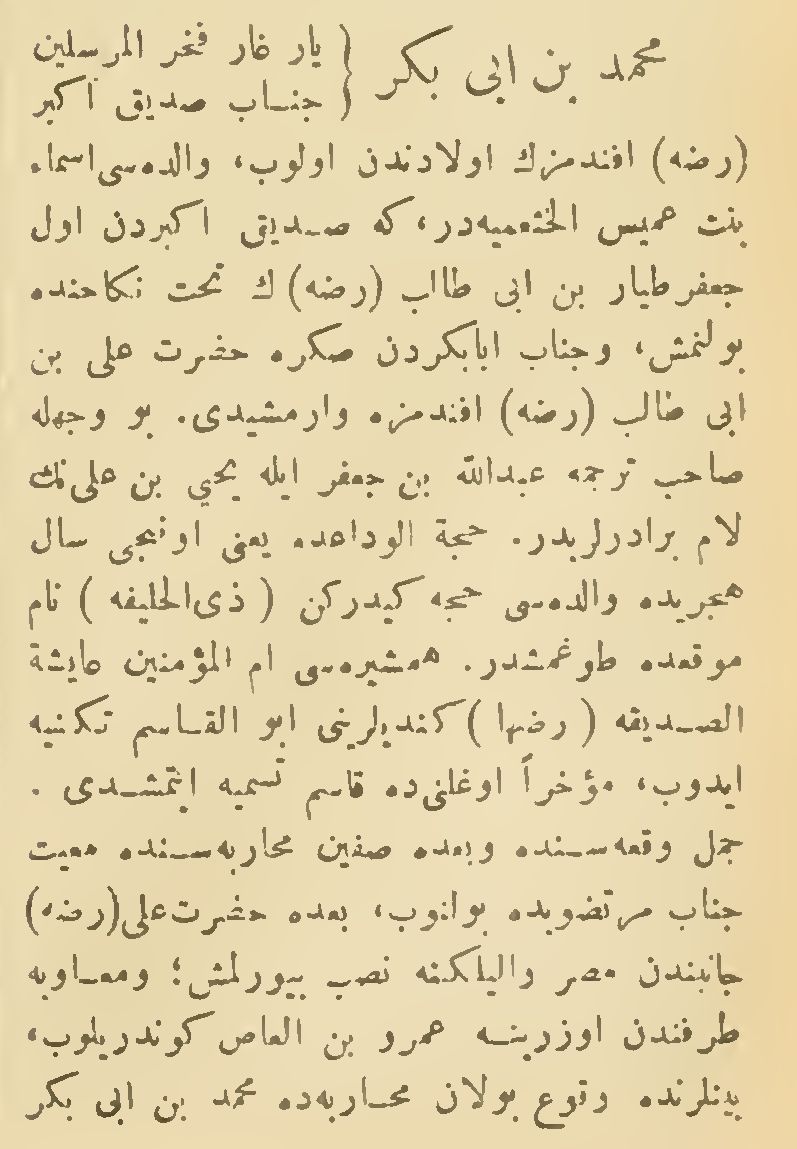 محمد بن ابی بکر { یار غار فخر المرسلین
جناب صدیق اکبر
(رضه) افندمزك اولادندن اولوب، والده‌سی اسماء
بنت عمیس الخثعمیه‌در، که صدیق اکبردن اول
جعفر طیار بن ابی طالب (رضه) ك تحت نکاحنده
بولنمش، وجناب ابابکردن صکره حضرت علی بن
ابی طالب (رضه) افندمزه وارمشیدی. بو وجهله
صاحب ترجمه عبدالله بن جعفر ایله یحیی بن علی‌نك
لام برادرلریدر. حجة الوداعده یعنی اونجی سال
هجریده والده‌سی حجه کیدرکن ( ذی‌الحلیفه ) نام
موقعده طوغمشدر. همشیره‌سی ام المؤمنین عایشة
الصدیقه ( رضها ) کندیلرینی ابو القاسم تکنیه
ایدوب، مؤخراً اوغلنی‌ده قاسم تسمیه ایتمشدی .
جمل وقعه‌سنده وبعده صفین محاربه‌سنده معیت
جناب مرتضویده بولنوب، بعده حضرت علی (رضه)
جانبندن مصر والیلکنه نصب بیورلمش؛ ومعاویه
طرفندن اوزرینه عمرو بن العاص کوندریلوب،
بینلرنده وقوع بولان محاربه‌ده محمد بن ابی بکر